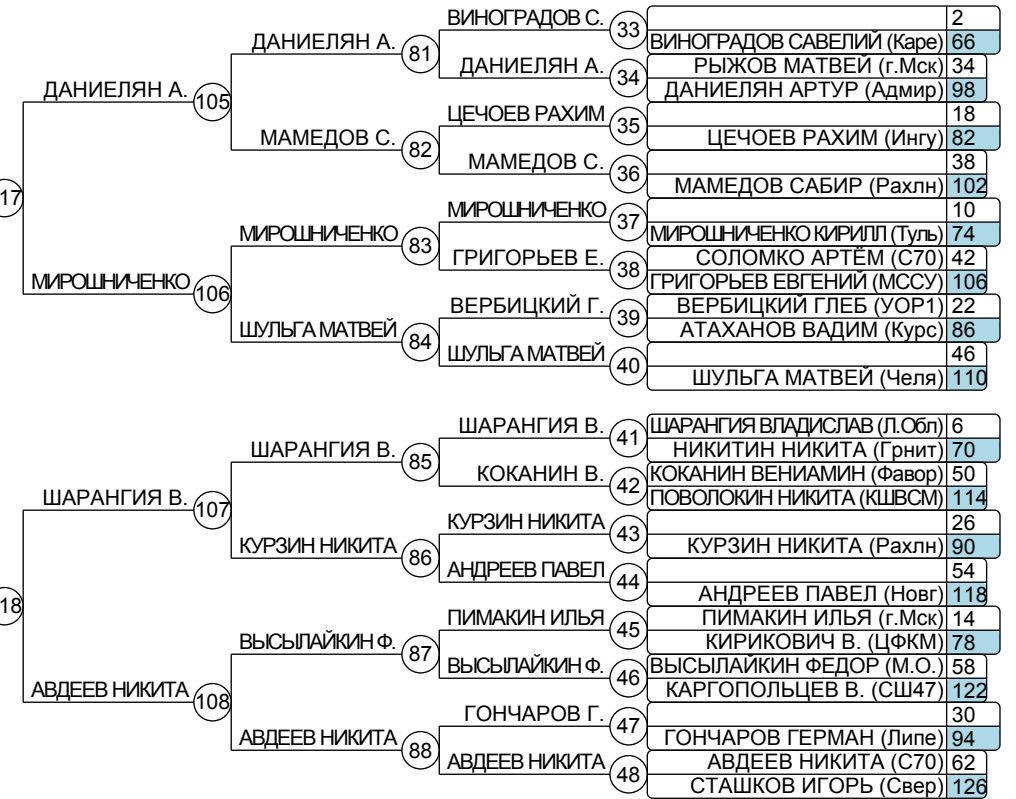 ВИНОГРАДОВ С. 33 2
ВИНОГРАДОВ САВЕЛИЙ (Каре) 66
ДАНИЕЛЯН А. 81
ДАНИЕЛЯН А. 34 РЫЖОВ МАТВЕЙ (г.Мск) 34
ДАНИЕЛЯН АРТУР (Адмир) 98
ДАНИЕЛЯН А. 105
ЦЕЧОЕВ РАХИМ 35 18
ЦЕЧОЕВ РАХИМ (Ингу) 82
МАМЕДОВ С. 82
МАМЕДОВ С. 36 38
МАМЕДОВ САБИР (Рахлн) 102
17
МИРОШНИЧЕНКО 37 10
МИРОШНИЧЕНКО КИРИЛЛ (Туль) 74
МИРОШНИЧЕНКО 83
ГРИГОРЬЕВ Е. 38 СОЛОМКО АРТЁМ (С70) 42
ГРИГОРЬЕВ ЕВГЕНИЙ (МССУ) 106
МИРОШНИЧЕНКО 106
ВЕРБИЦКИЙ Г. 39 ВЕРБИЦКИЙ ГЛЕБ (УОР1) 22
АТАХАНОВ ВАДИМ (Курс) 86
ШУЛЬГА МАТВЕЙ 84
ШУЛЬГА МАТВЕЙ 40 46
ШУЛЬГА МАТВЕЙ (Челя) 110
ШАРАНГИЯ В. 41 ШАРАНГИЯ ВЛАДИСЛАВ (Л.Обл) 6
НИКИТИН НИКИТА (Грнит) 70
ШАРАНГИЯ В. 85
КОКАНИН В. 42 КОКАНИН ВЕНИАМИН (Фавор) 50
ПОВОЛОКИН НИКИТА (КШВСМ) 114
ШАРАНГИЯ В. 107
КУРЗИН НИКИТА 43 26
КУРЗИН НИКИТА (Рахлн) 90
КУРЗИН НИКИТА 86
АНДРЕЕВ ПАВЕЛ 44 54
АНДРЕЕВ ПАВЕЛ (Новг) 118
18
ПИМАКИН ИЛЬЯ 45 ПИМАКИН ИЛЬЯ (г.Мск) 14
КИРИКОВИЧ В. (ЦФКМ) 78
ВЫСЫЛАЙКИН Ф. 87
ВЫСЫЛАЙКИН Ф. 46 ВЫСЫЛАЙКИН ФЕДОР (М.О.) 58
КАРГОПОЛЬЦЕВ В. (СШ47) 122
АВДЕЕВ НИКИТА 108
ГОНЧАРОВ Г. 47 30
ГОНЧАРОВ ГЕРМАН (Липе) 94
АВДЕЕВ НИКИТА 88
АВДЕЕВ НИКИТА 48 АВДЕЕВ НИКИТА (С70) 62
СТАШКОВ ИГОРЬ (Свер) 126